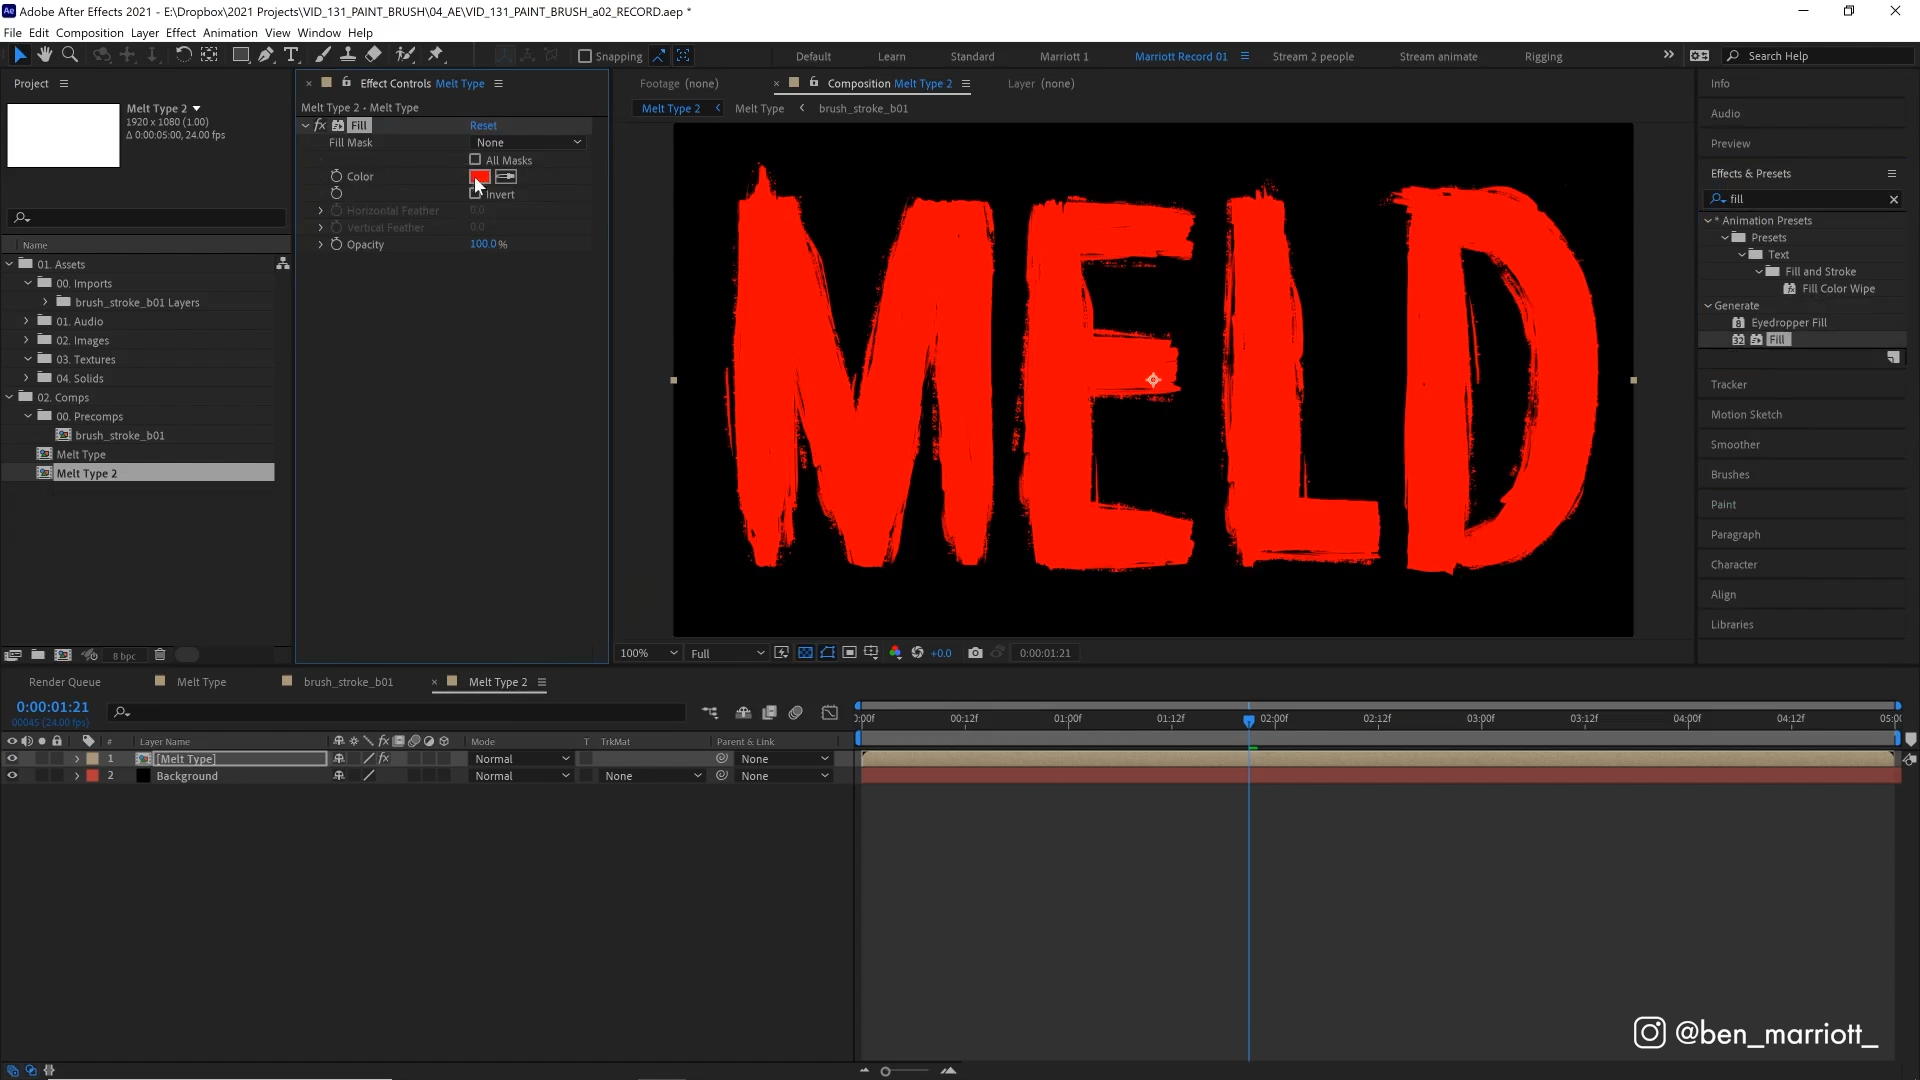 Adobe After Effects 2021 - E:\Dropbox\2021 Projects\VID_131_PAINT_BRUSH\04_AE\VID_131_PAINT_BRUSH_a02_RECORD.aep *
File Edit Composition Layer Effect Animation View Window Help
Snapping Default Learn Standard Marriott 1 Marriott Record 01 Stream 2 people Stream animate Rigging Search Help
Project
Melt Type 2
1920 x 1080 (1.00)
Δ 0:00:05:00, 24.00 fps
Name
01. Assets
00. Imports
brush_stroke_b01 Layers
01. Audio
02. Images
03. Textures
04. Solids
02. Comps
00. Precomps
brush_stroke_b01
Melt Type
Melt Type 2
8 bpc
Effect Controls Melt Type
Melt Type 2 • Melt Type
fx Fill Reset
Fill Mask None
All Masks
Color
Invert
Horizontal Feather 0.0
Vertical Feather 0.0
Opacity 100.0 %
Footage (none) Composition Melt Type 2 Layer (none)
Melt Type 2 Melt Type brush_stroke_b01
MELD
100% Full +0.0 0:00:01:21
Info
Audio
Preview
Effects & Presets
fill
* Animation Presets
Presets
Text
Fill and Stroke
Fill Color Wipe
Generate
Eyedropper Fill
Fill
Tracker
Motion Sketch
Smoother
Brushes
Paint
Paragraph
Character
Align
Libraries
Render Queue Melt Type brush_stroke_b01 Melt Type 2
0:00:01:21
00045 (24.00 fps)
00:12f 01:00f 01:12f 02:00f 02:12f 03:00f 03:12f 04:00f 04:12f
# Layer Name Mode T TrkMat Parent & Link
1 [Melt Type] Normal None
2 Background Normal None None
@ben_marriott_